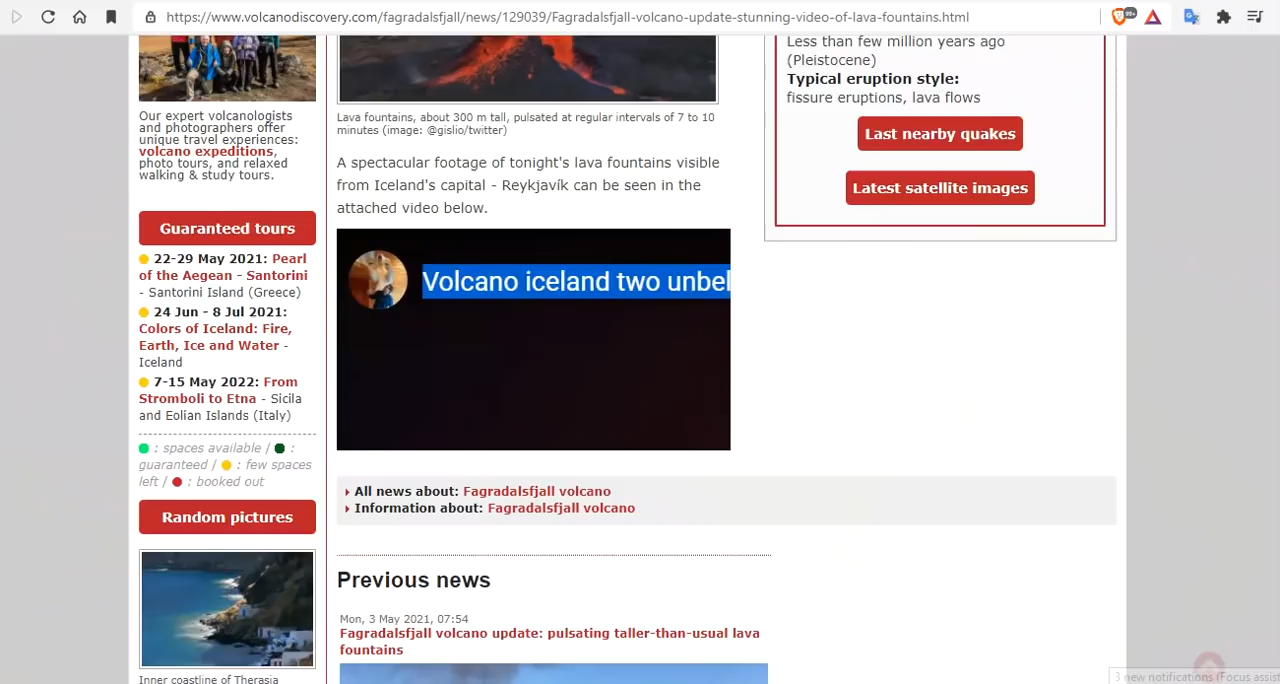 https://www.volcanodiscovery.com/fagradalsfjall/news/129039/Fagradalsfjall-volcano-update-stunning-video-of-lava-fountains.html
99+
Our expert volcanologists
and photographers offer
unique travel experiences:
volcano expeditions,
photo tours, and relaxed
walking & study tours.
Guaranteed tours
22-29 May 2021: Pearl
of the Aegean - Santorini
- Santorini Island (Greece)
24 Jun - 8 Jul 2021:
Colors of Iceland: Fire,
Earth, Ice and Water -
Iceland
7-15 May 2022: From
Stromboli to Etna - Sicila
and Eolian Islands (Italy)
: spaces available / :
guaranteed / : few spaces
left / : booked out
Random pictures
Inner coastline of Therasia
Lava fountains, about 300 m tall, pulsated at regular intervals of 7 to 10
minutes (image: @gislio/twitter)
A spectacular footage of tonight's lava fountains visible
from Iceland's capital - Reykjavík can be seen in the
attached video below.
Volcano iceland two unbel
All news about: Fagradalsfjall volcano
Information about: Fagradalsfjall volcano
Previous news
Mon, 3 May 2021, 07:54
Fagradalsfjall volcano update: pulsating taller-than-usual lava
fountains
Less than few million years ago
(Pleistocene)
Typical eruption style:
fissure eruptions, lava flows
Last nearby quakes
Latest satellite images
3 new notifications (Focus assist